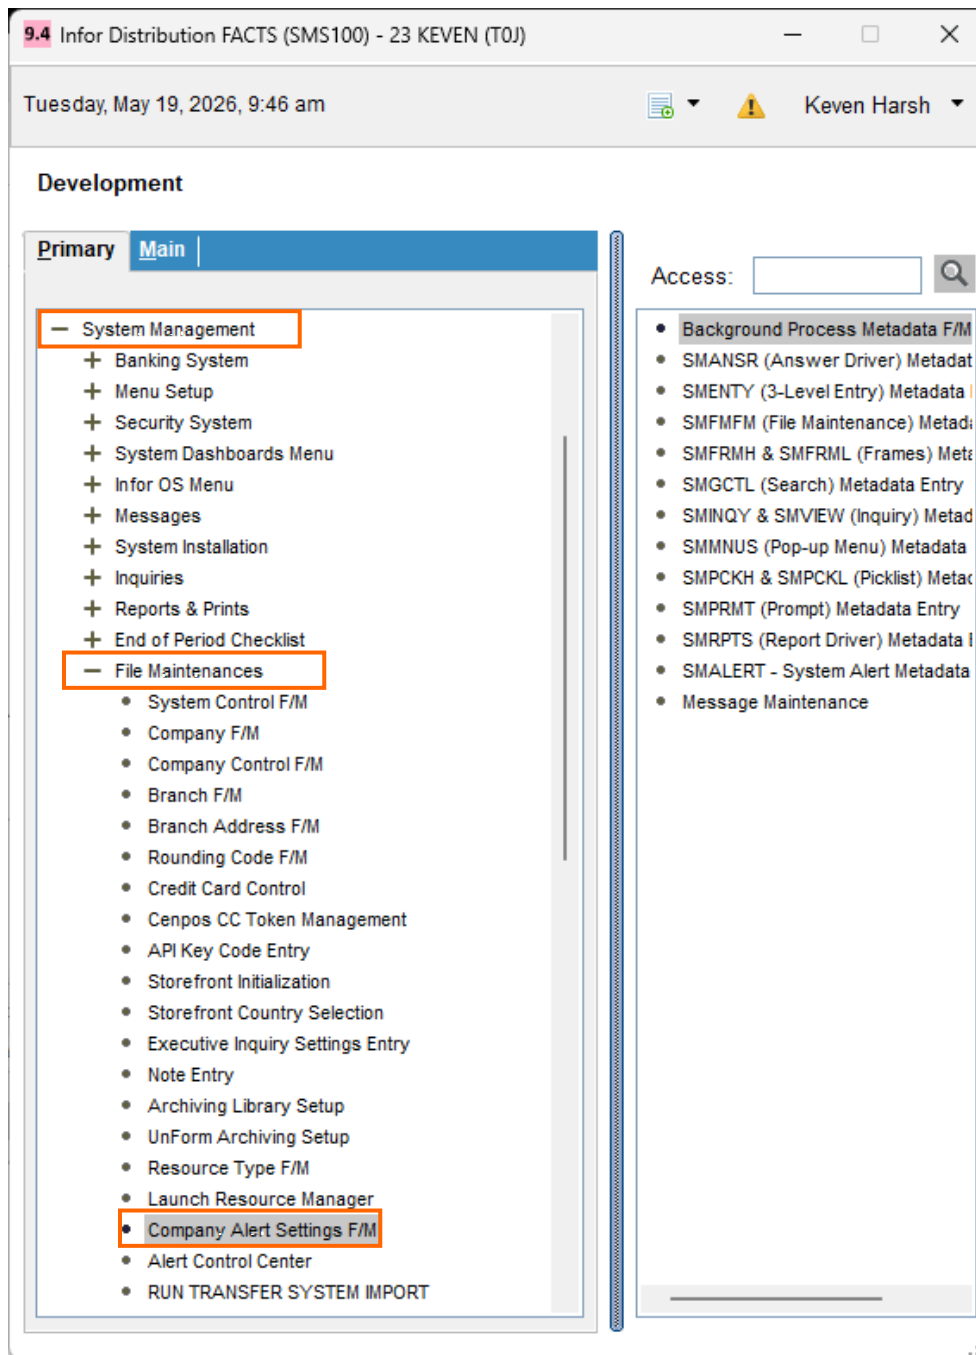 9.4 Infor Distribution FACTS (SMS100) - 23 KEVEN (T0J)
Tuesday, May 19, 2026, 9:46 am
Keven Harsh
Development
Primary Main
Access:
System Management
Banking System
Menu Setup
Security System
System Dashboards Menu
Infor OS Menu
Messages
System Installation
Inquiries
Reports & Prints
End of Period Checklist
File Maintenances
System Control F/M
Company F/M
Company Control F/M
Branch F/M
Branch Address F/M
Rounding Code F/M
Credit Card Control
Cenpos CC Token Management
API Key Code Entry
Storefront Initialization
Storefront Country Selection
Executive Inquiry Settings Entry
Note Entry
Archiving Library Setup
UnForm Archiving Setup
Resource Type F/M
Launch Resource Manager
Company Alert Settings F/M
Alert Control Center
RUN TRANSFER SYSTEM IMPORT
Background Process Metadata F/M
SMANSR (Answer Driver) Metadat
SMENTY (3-Level Entry) Metadata
SMFMFM (File Maintenance) Metad
SMFRMH & SMFRML (Frames) Meta
SMGCTL (Search) Metadata Entry
SMINQY & SMVIEW (Inquiry) Metad
SMMNUS (Pop-up Menu) Metadata
SMPCKH & SMPCKL (Picklist) Metad
SMPRMT (Prompt) Metadata Entry
SMRPTS (Report Driver) Metadata
SMALERT - System Alert Metadata
Message Maintenance